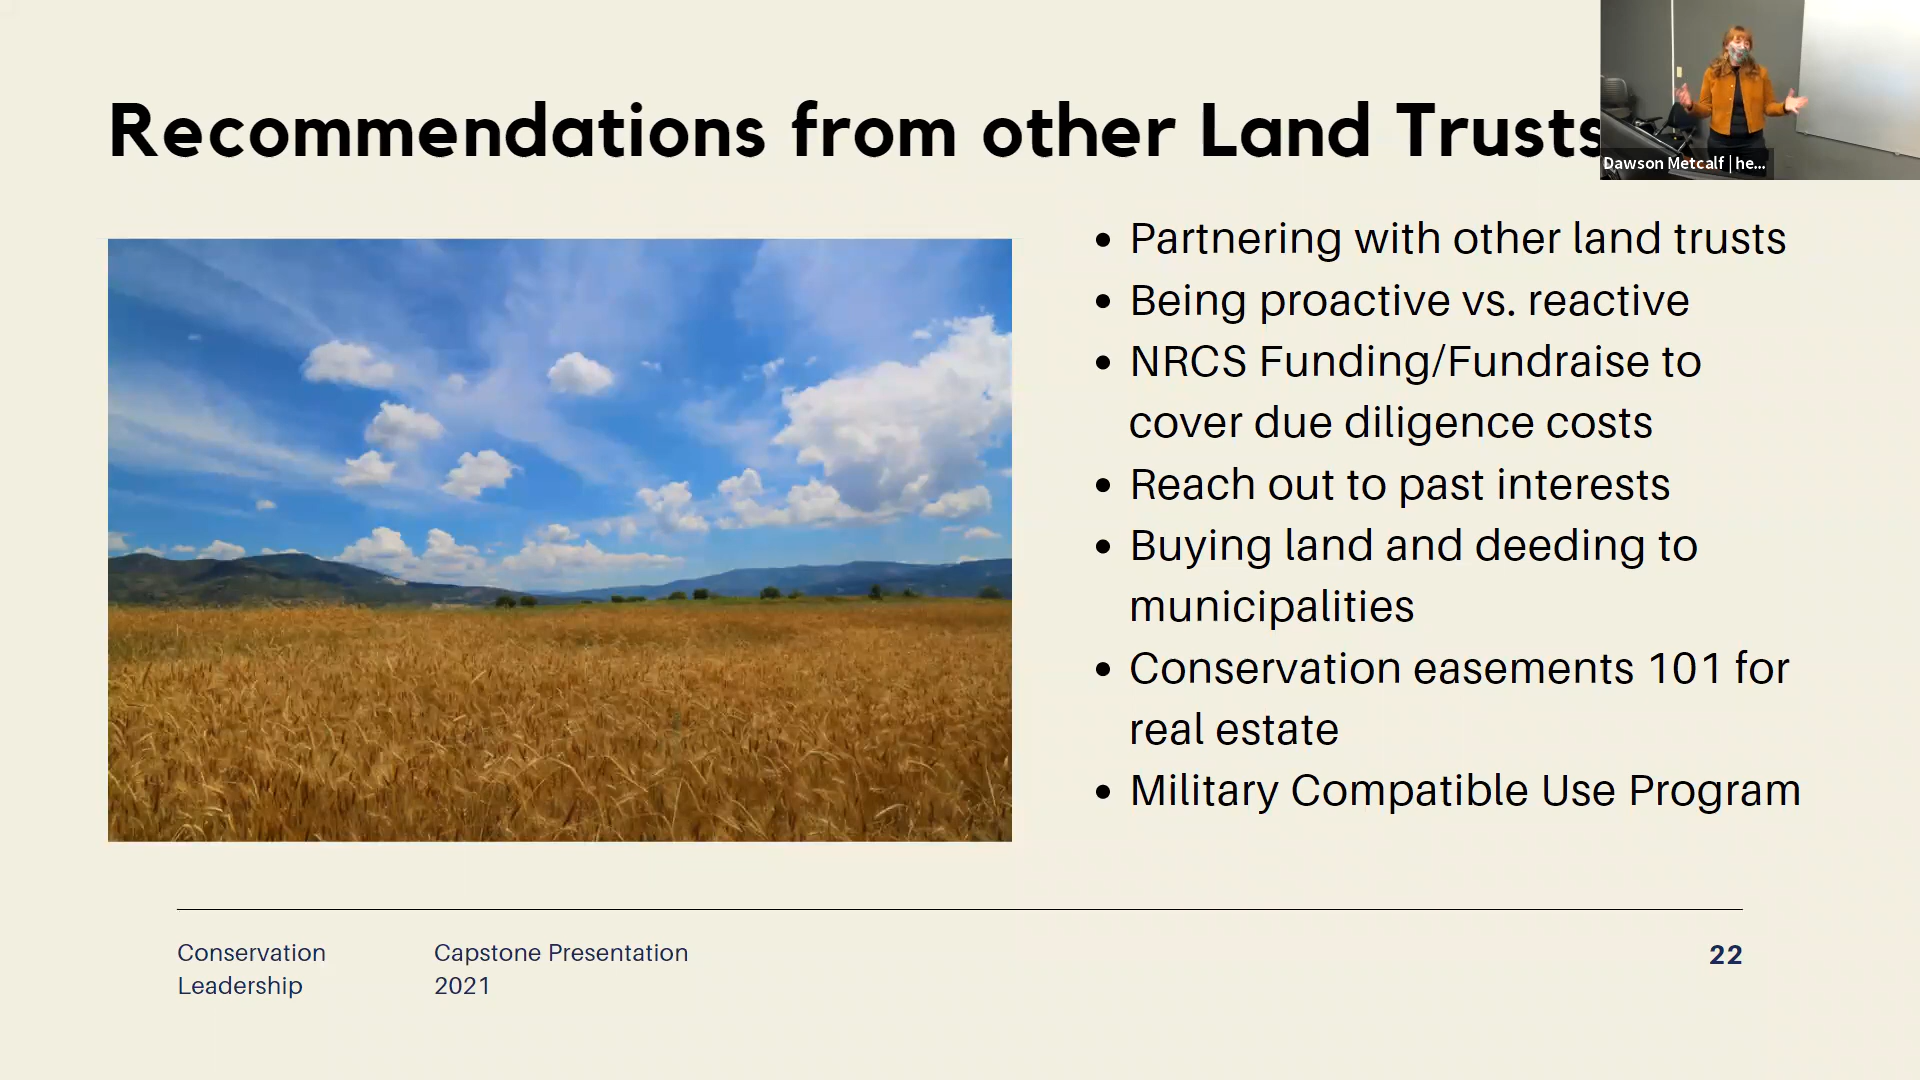 Recommendations from other Land Trusts
Dawson Metcalf | he...
• Partnering with other land trusts
• Being proactive vs. reactive
• NRCS Funding/Fundraise to
cover due diligence costs
• Reach out to past interests
• Buying land and deeding to
municipalities
• Conservation easements 101 for
real estate
• Military Compatible Use Program
Conservation
Leadership
Capstone Presentation
2021
22